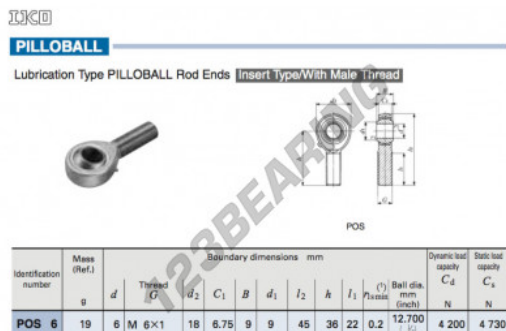 IKO
PILLOBALL
Lubrication Type PILLOBALL Rod Ends Insert Type/With Male Thread
POS
123BEARING
Identification number
Mass (Ref.) g
Boundary dimensions mm
d
Thread G
d2 C1 B d1 l2 h l1 r1s min (1)
Ball dia. mm (inch)
Dynamic load capacity Cd N
Static load capacity Cs N
POS 6 19 6 M 6×1 18 6.75 9 9 45 36 22 0.2 12.700 4 200 4 730